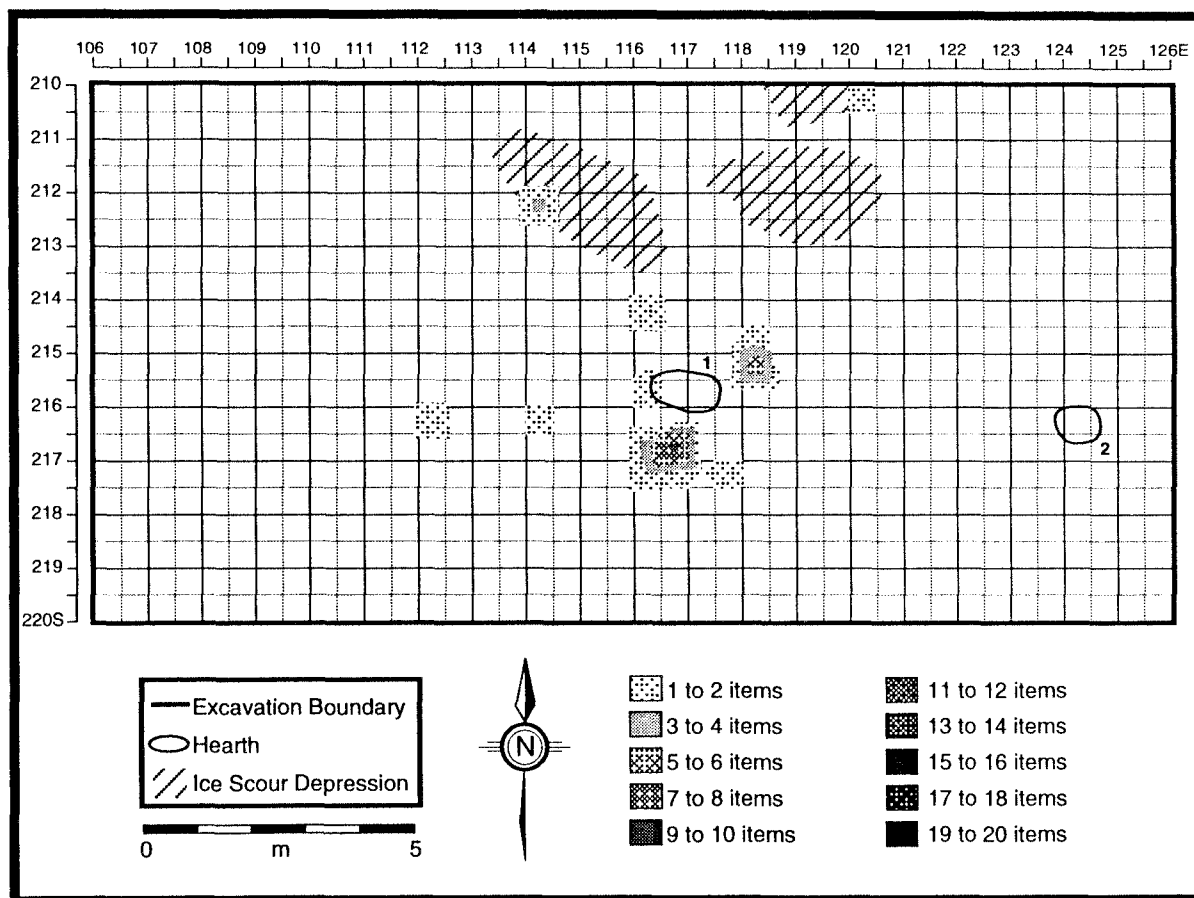 106 107 108 109 110 111 112 113 114 115 116 117 118 119 120 121 122 123 124 125 126E
210
211
212
213
214
215
1
216
2
217
218
219
220S
Excavation Boundary
Hearth
Ice Scour Depression
0 m 5
N
1 to 2 items
3 to 4 items
5 to 6 items
7 to 8 items
9 to 10 items
11 to 12 items
13 to 14 items
15 to 16 items
17 to 18 items
19 to 20 items